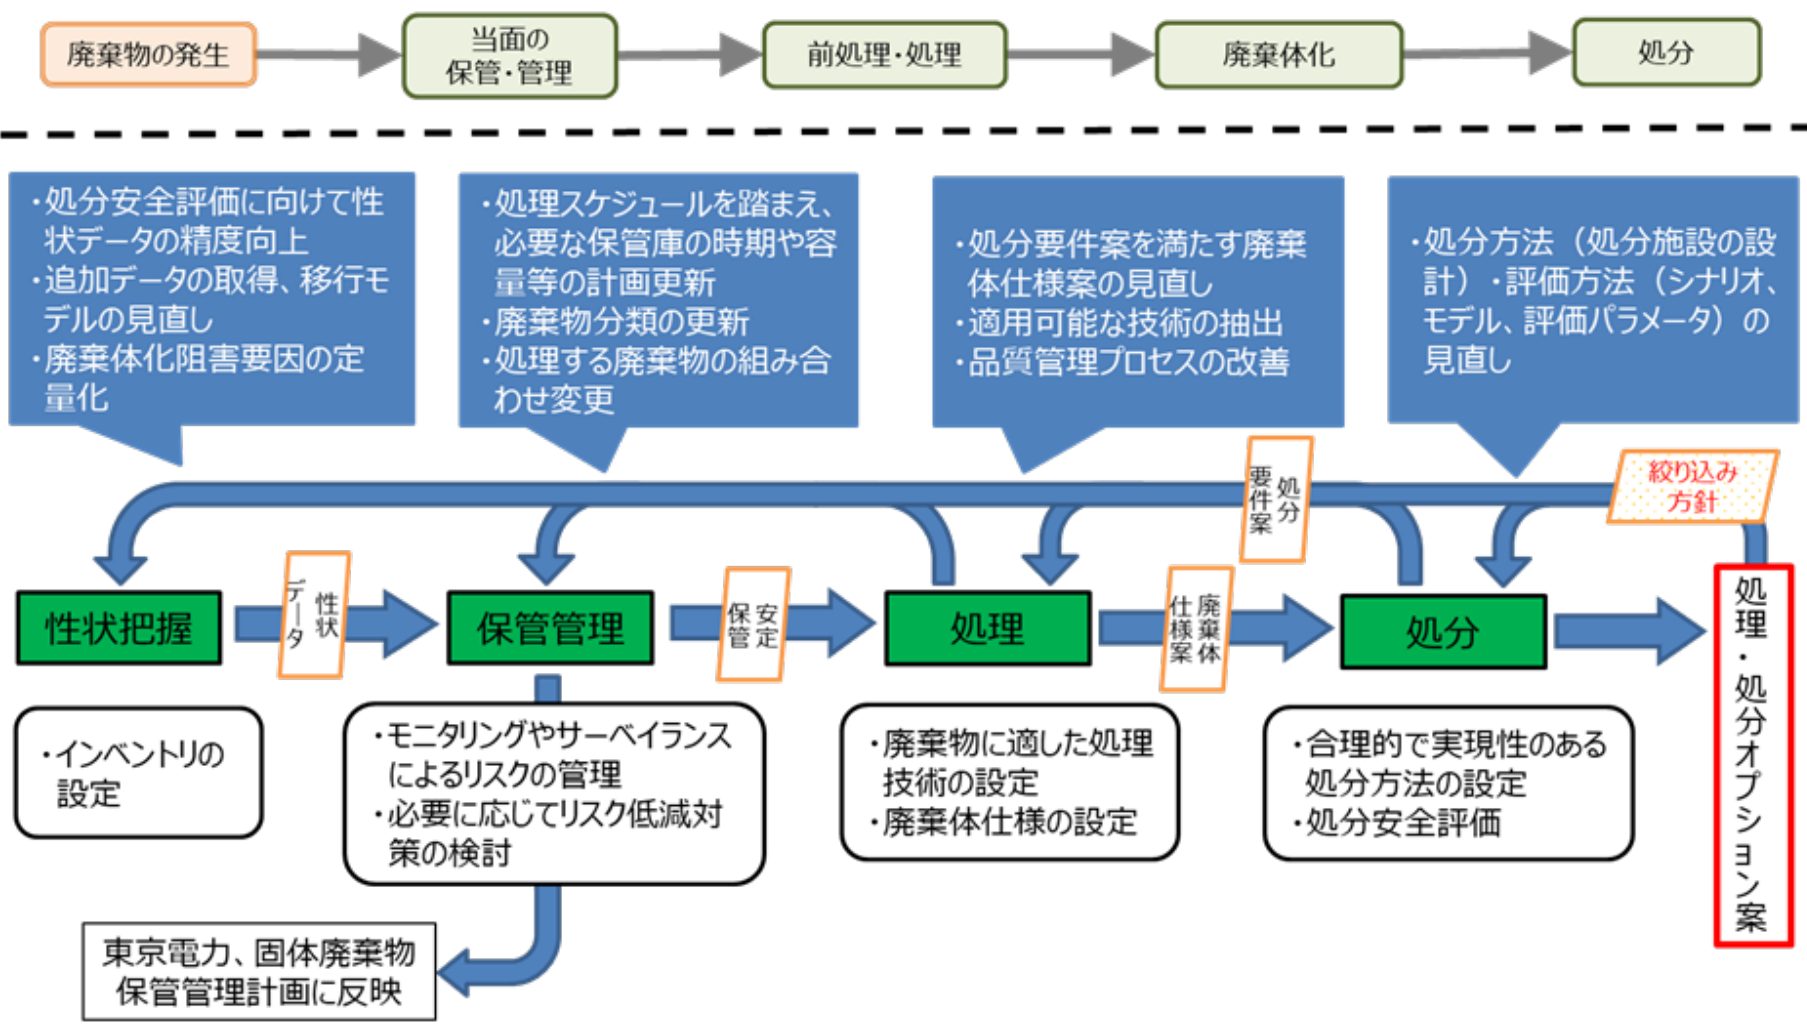 廃棄物の発生
当面の
保管・管理
前処理・処理
廃棄体化
処分
・処分安全評価に向けて性
状データの精度向上
・追加データの取得、移行モ
デルの見直し
・廃棄体化阻害要因の定
量化
・処理スケジュールを踏まえ、
必要な保管庫の時期や容
量等の計画更新
・廃棄物分類の更新
・処理する廃棄物の組み合
わせ変更
・処分要件案を満たす廃棄
体仕様案の見直し
・適用可能な技術の抽出
・品質管理プロセスの改善
・処分方法（処分施設の設
計）・評価方法（シナリオ、
モデル、評価パラメータ）の
見直し
処分
要件案
絞り込み
方針
性状把握
性状
データ
保管管理
安定
保管
処理
廃棄体
仕様案
処分
処理・処分オプション案
・インベントリの
設定
・モニタリングやサーベイランス
によるリスクの管理
・必要に応じてリスク低減対
策の検討
・廃棄物に適した処理
技術の設定
・廃棄体仕様の設定
・合理的で実現性のある
処分方法の設定
・処分安全評価
東京電力、固体廃棄物
保管管理計画に反映